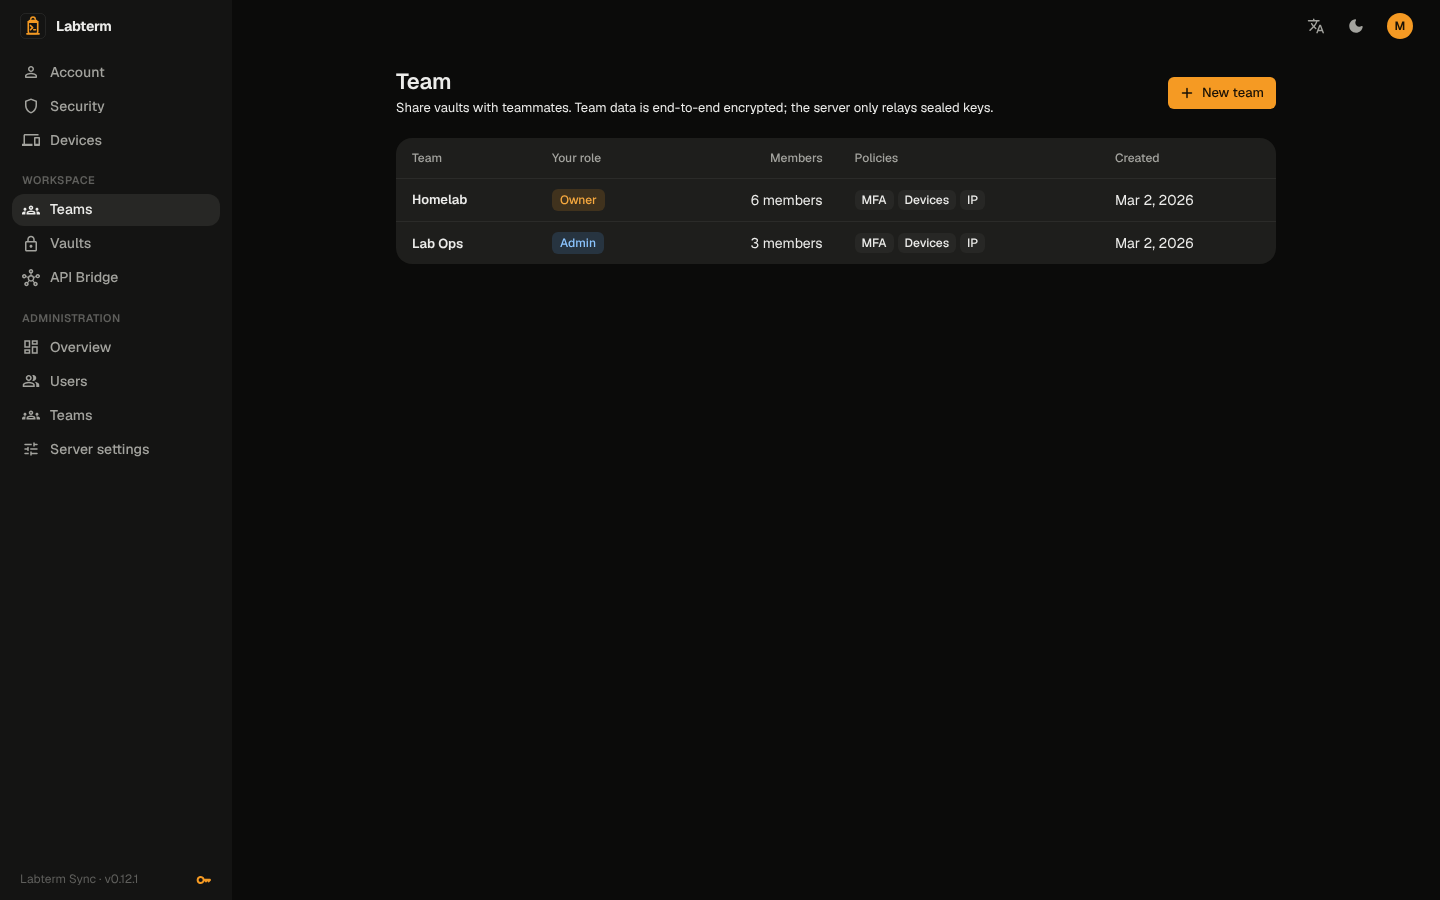 Labterm
M
Account
Security
Devices
WORKSPACE
Teams
Vaults
API Bridge
ADMINISTRATION
Overview
Users
Teams
Server settings
Labterm Sync · v0.12.1
Team
Share vaults with teammates. Team data is end-to-end encrypted; the server only relays sealed keys.
New team
Team Your role Members Policies Created
Homelab Owner 6 members MFA Devices IP Mar 2, 2026
Lab Ops Admin 3 members MFA Devices IP Mar 2, 2026